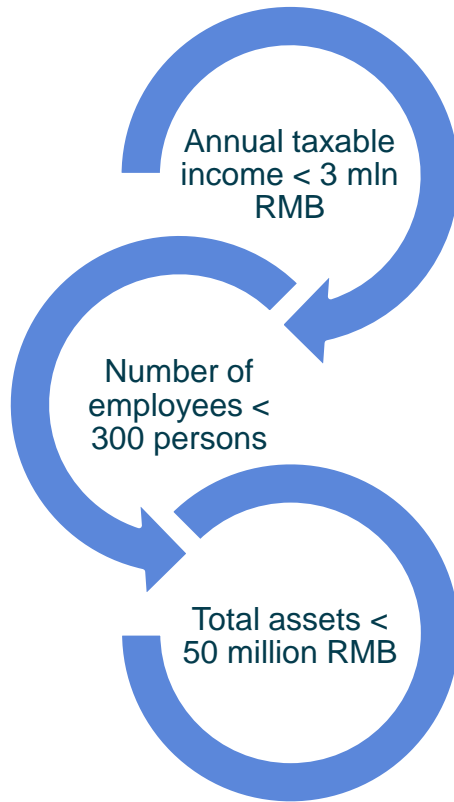 Annual taxable
income < 3 mln
RMB
Number of
employees <
300 persons
Total assets <
50 million RMB